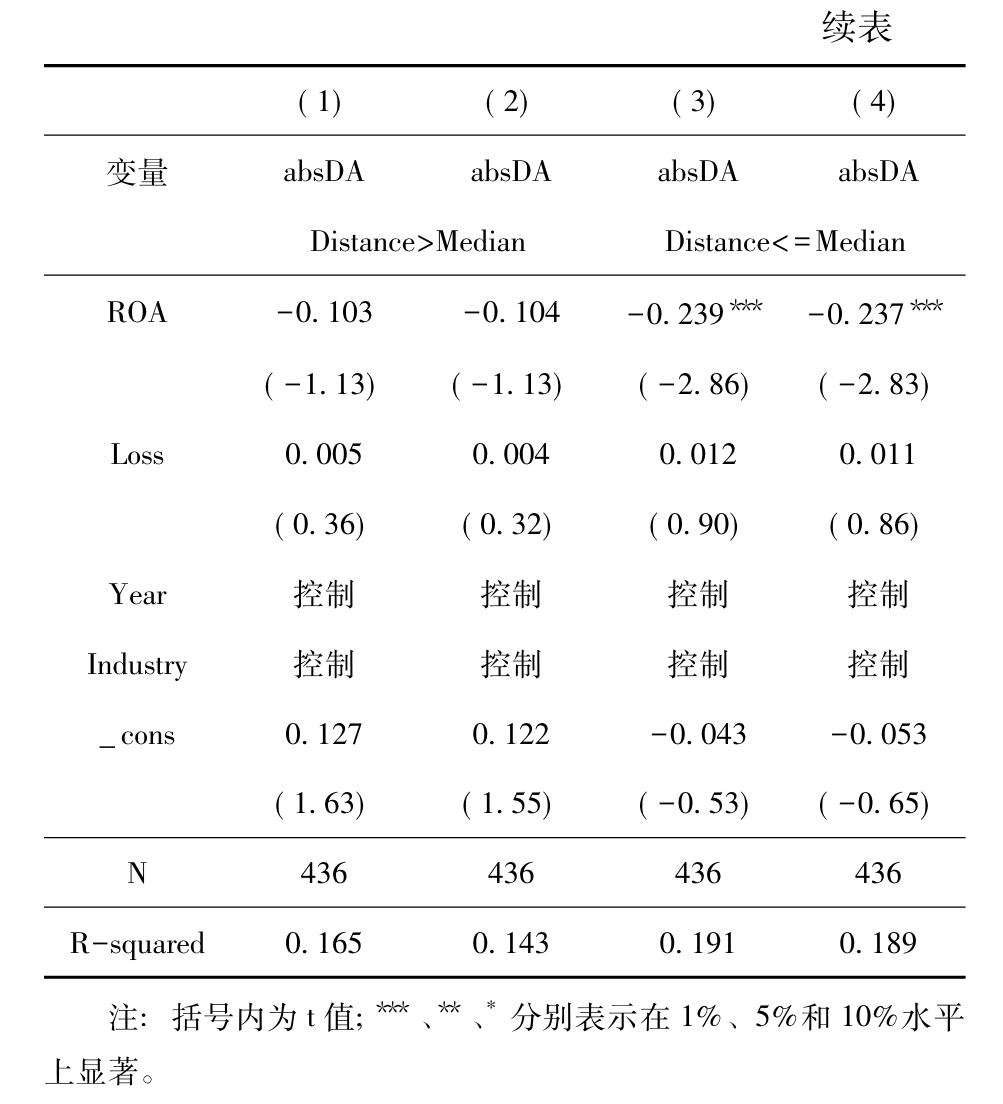 续表
(1) (2) (3) (4)
变量 absDA absDA absDA absDA
Distance>Median Distance<=Median
ROA -0.103 -0.104 -0.239*** -0.237***
(-1.13) (-1.13) (-2.86) (-2.83)
Loss 0.005 0.004 0.012 0.011
(0.36) (0.32) (0.90) (0.86)
Year 控制 控制 控制 控制
Industry 控制 控制 控制 控制
_cons 0.127 0.122 -0.043 -0.053
(1.63) (1.55) (-0.53) (-0.65)
N 436 436 436 436
R-squared 0.165 0.143 0.191 0.189
注: 括号内为t值; ***、**、* 分别表示在1%、5%和10%水平
上显著。